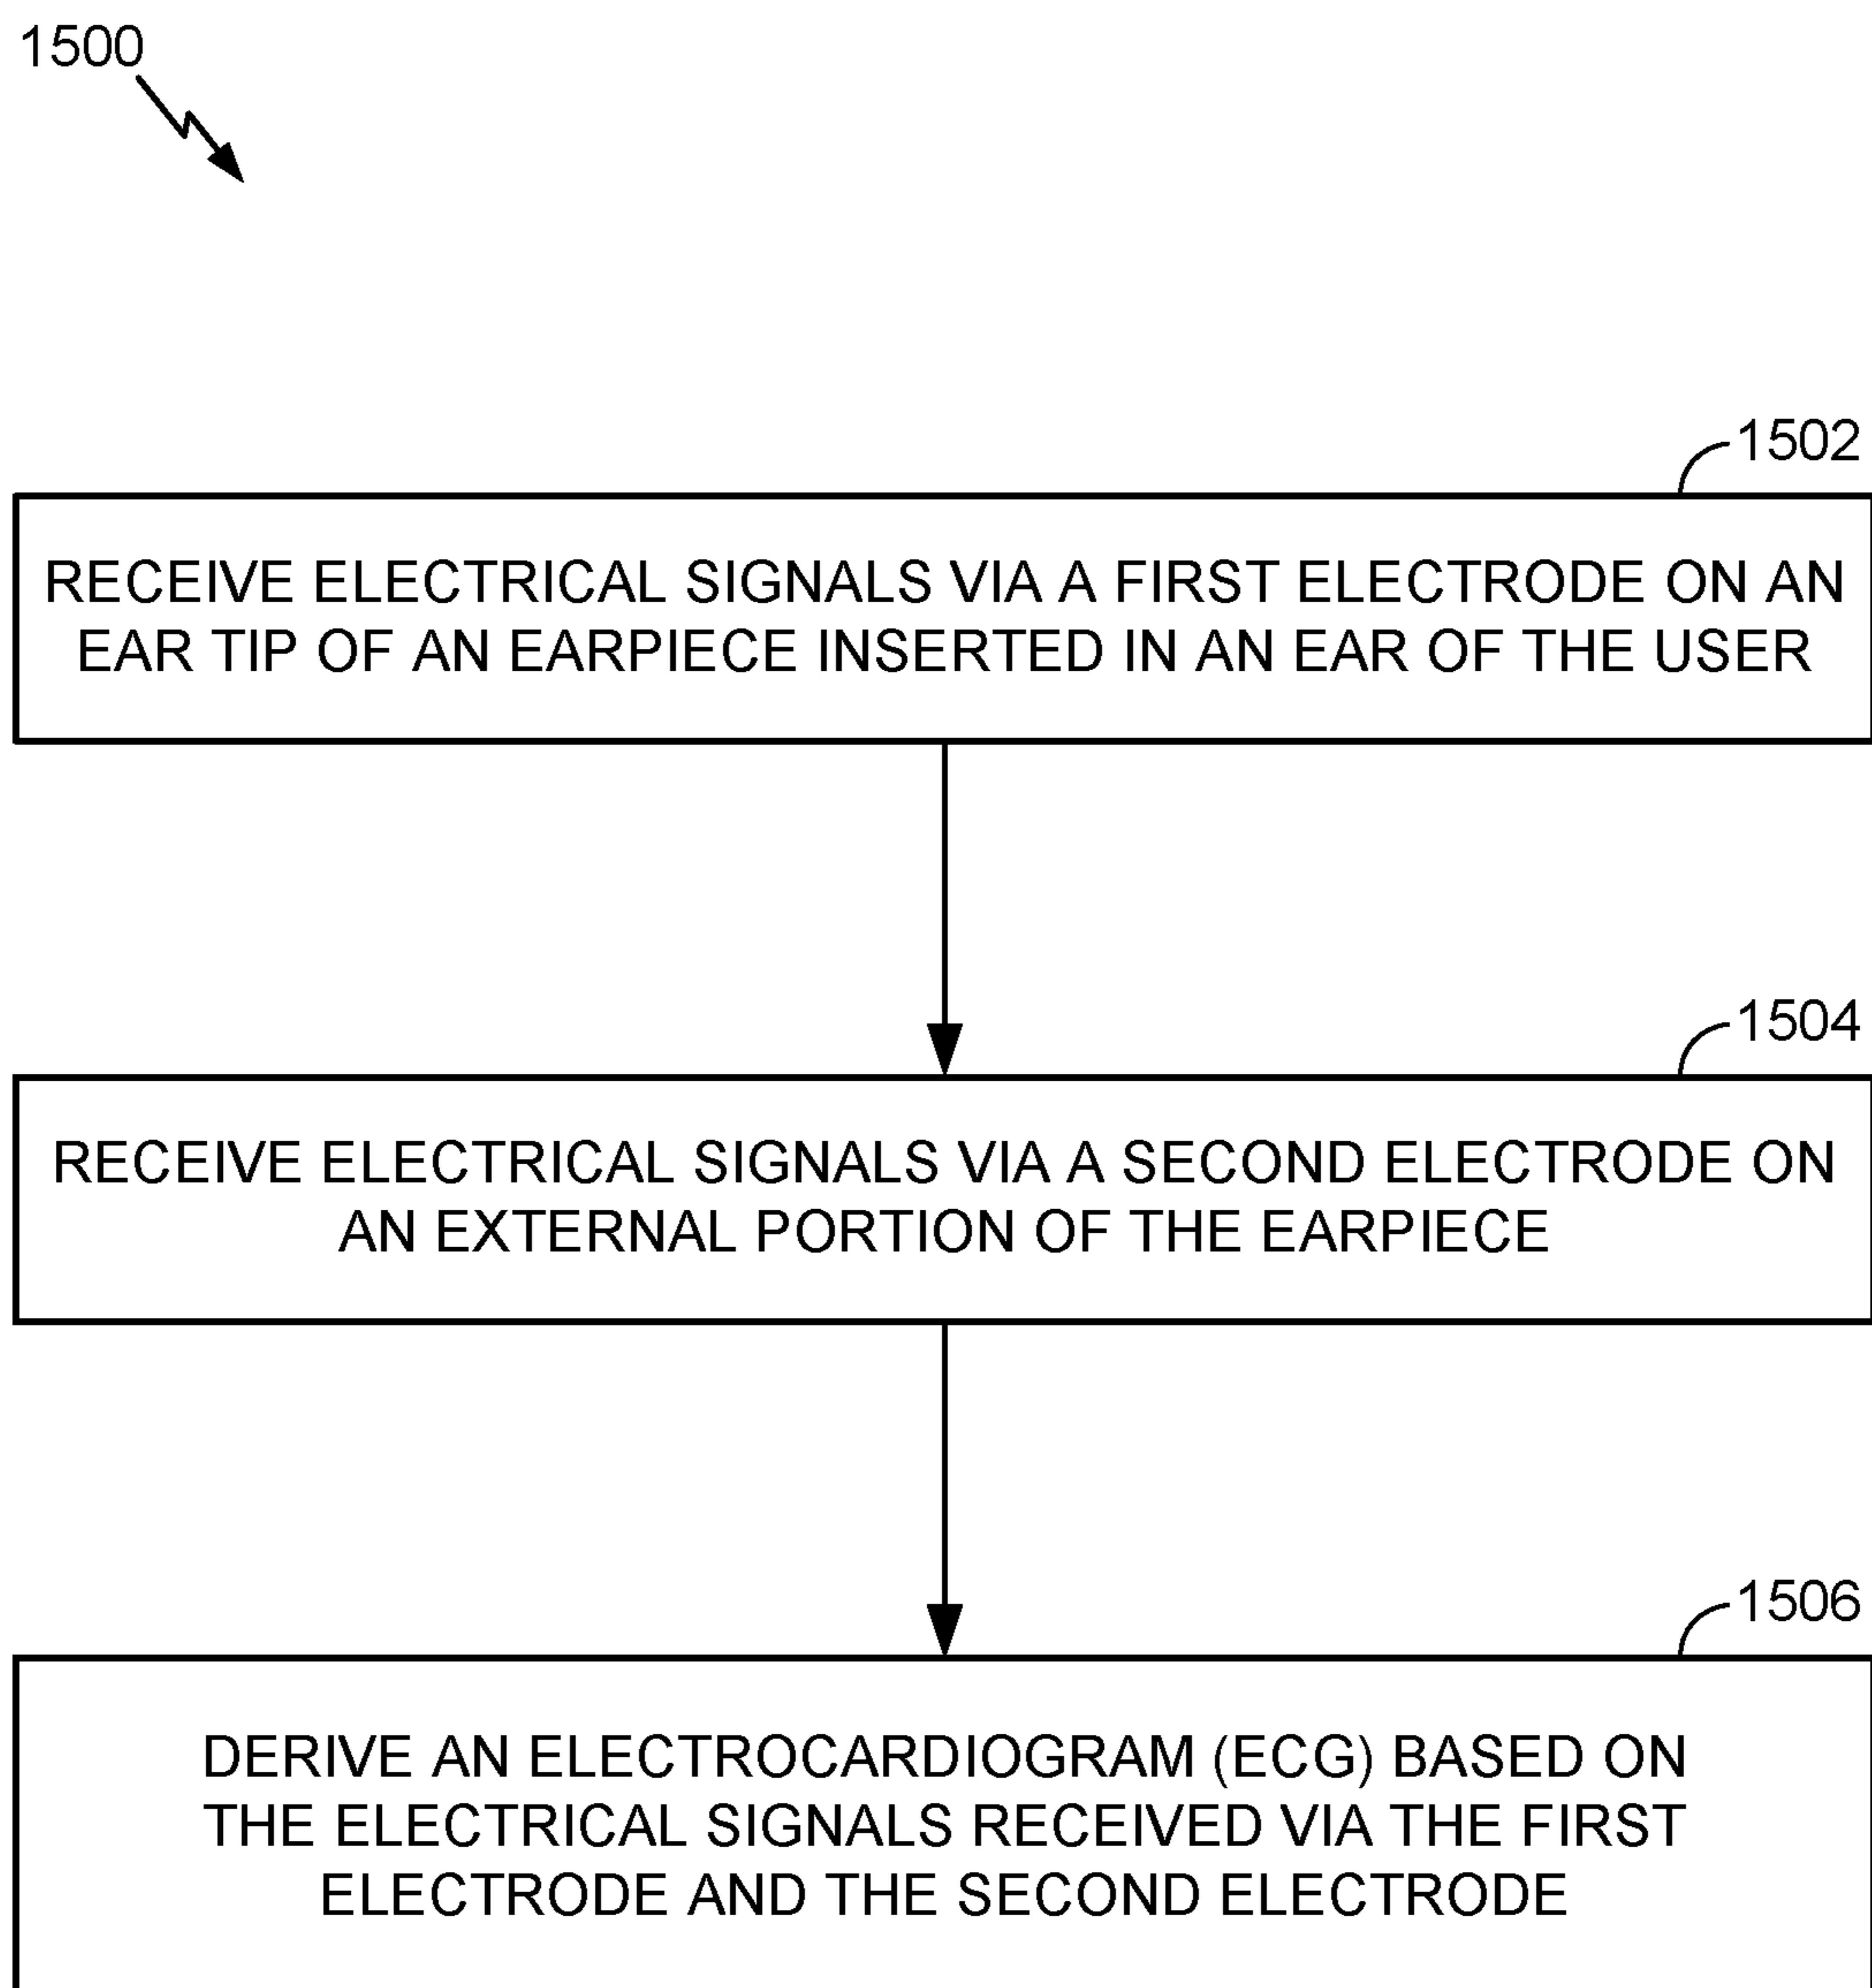 1500
1502
RECEIVE ELECTRICAL SIGNALS VIA A FIRST ELECTRODE ON AN
EAR TIP OF AN EARPIECE INSERTED IN AN EAR OF THE USER
1504
RECEIVE ELECTRICAL SIGNALS VIA A SECOND ELECTRODE ON
AN EXTERNAL PORTION OF THE EARPIECE
1506
DERIVE AN ELECTROCARDIOGRAM (ECG) BASED ON
THE ELECTRICAL SIGNALS RECEIVED VIA THE FIRST
ELECTRODE AND THE SECOND ELECTRODE